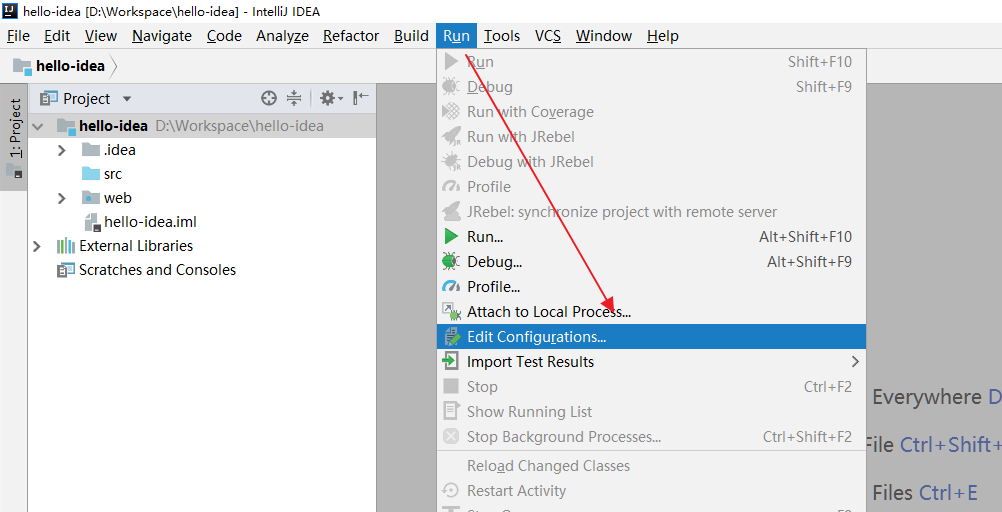 hello-idea [D:\Workspace\hello-idea] - IntelliJ IDEA
File Edit View Navigate Code Analyze Refactor Build Run Tools VCS Window Help
hello-idea
1: Project
Project
hello-idea D:\Workspace\hello-idea
.idea
src
web
hello-idea.iml
External Libraries
Scratches and Consoles
Run Shift+F10
Debug Shift+F9
Run with Coverage
Run with JRebel
Debug with JRebel
Profile
JRebel: synchronize project with remote server
Run... Alt+Shift+F10
Debug... Alt+Shift+F9
Profile...
Attach to Local Process...
Edit Configurations...
Import Test Results
Stop Ctrl+F2
Show Running List
Stop Background Processes... Ctrl+Shift+F2
Reload Changed Classes
Restart Activity
Everywhere D
File Ctrl+Shift+
Files Ctrl+E